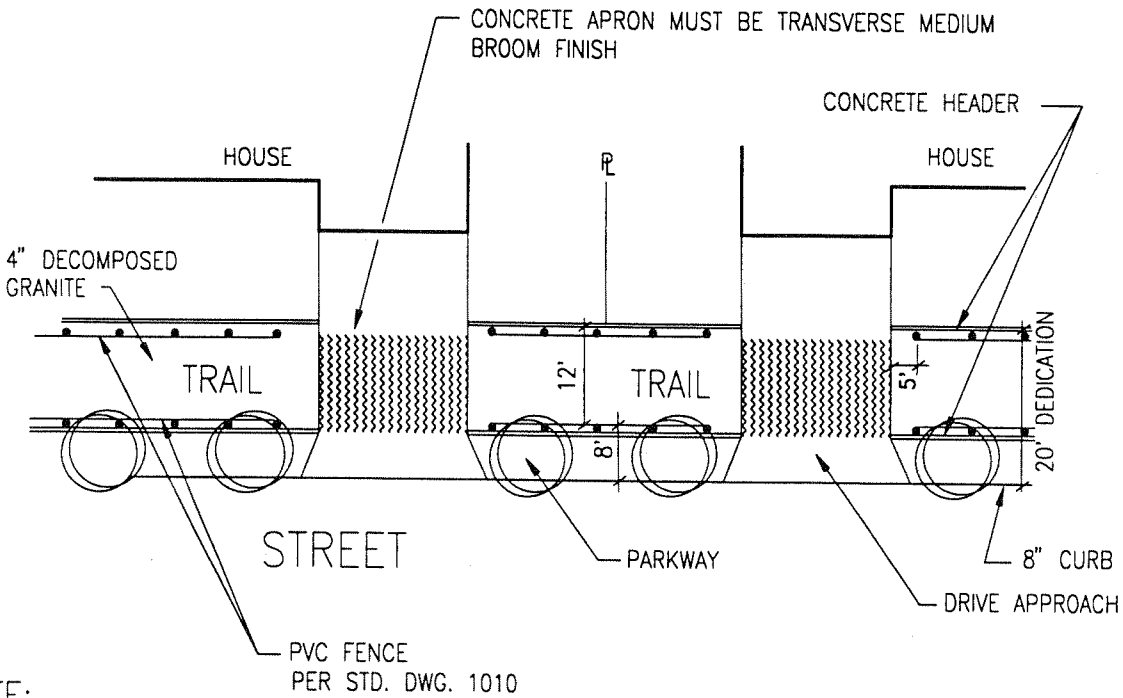 CONCRETE APRON MUST BE TRANSVERSE MEDIUM
BROOM FINISH
CONCRETE HEADER
HOUSE
PL
HOUSE
4" DECOMPOSED
GRANITE
TRAIL
12'
TRAIL
5'
20' DEDICATION
8'
STREET
PARKWAY
8" CURB
DRIVE APPROACH
PVC FENCE
PER STD. DWG. 1010